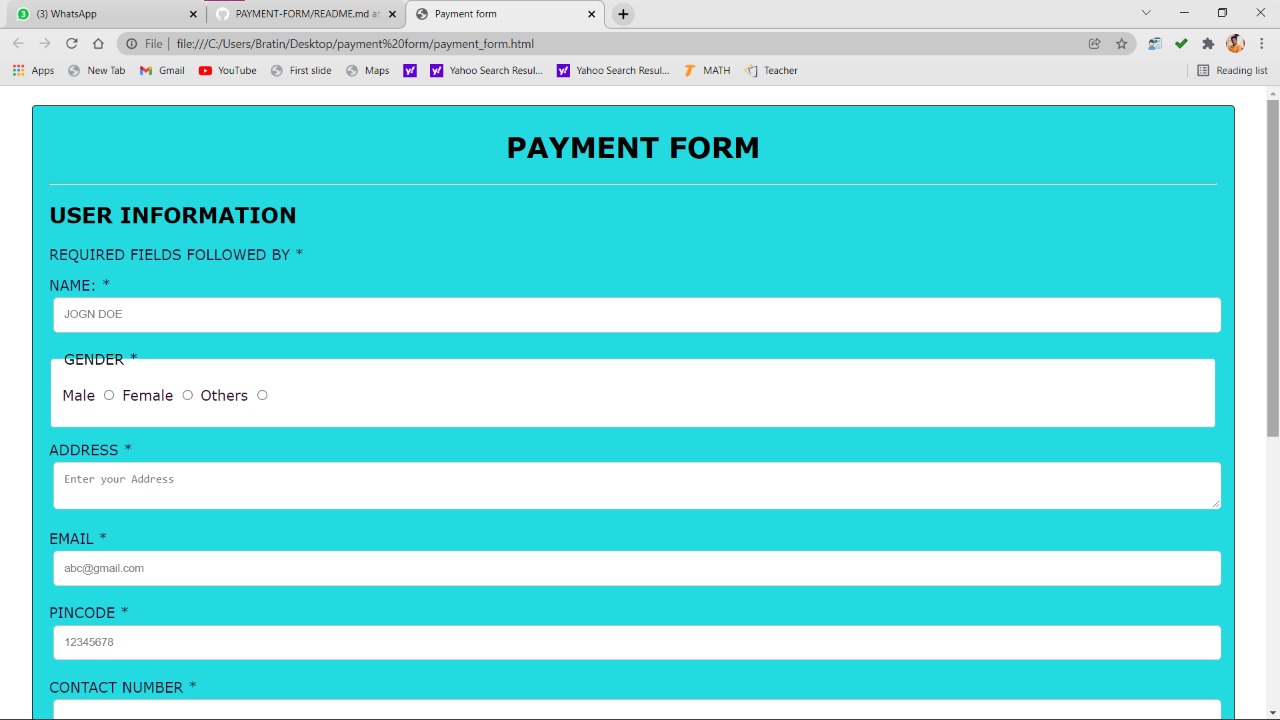 3 (3) WhatsApp PAYMENT-FORM/README.md at Payment form
File | file:///C:/Users/Bratin/Desktop/payment%20form/payment_form.html
Apps New Tab Gmail YouTube First slide Maps y! y! Yahoo Search Resul... y! Yahoo Search Resul... MATH Teacher Reading list
PAYMENT FORM
USER INFORMATION
REQUIRED FIELDS FOLLOWED BY *
NAME: *
JOGN DOE
GENDER *
Male Female Others
ADDRESS *
Enter your Address
EMAIL *
abc@gmail.com
PINCODE *
12345678
CONTACT NUMBER *